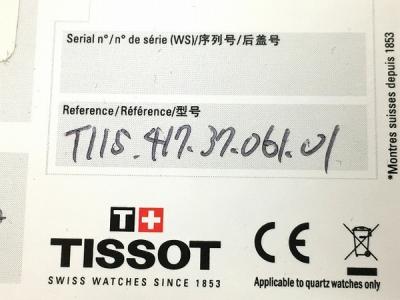 Serial n°/n° de série (WS)/序列号/后盖号
Reference/Référence/型号
T115.417.37.061.01
*Montres suisses depuis 1853
T+
TISSOT
SWISS WATCHES SINCE 1853
CE
Applicable to quartz watches only